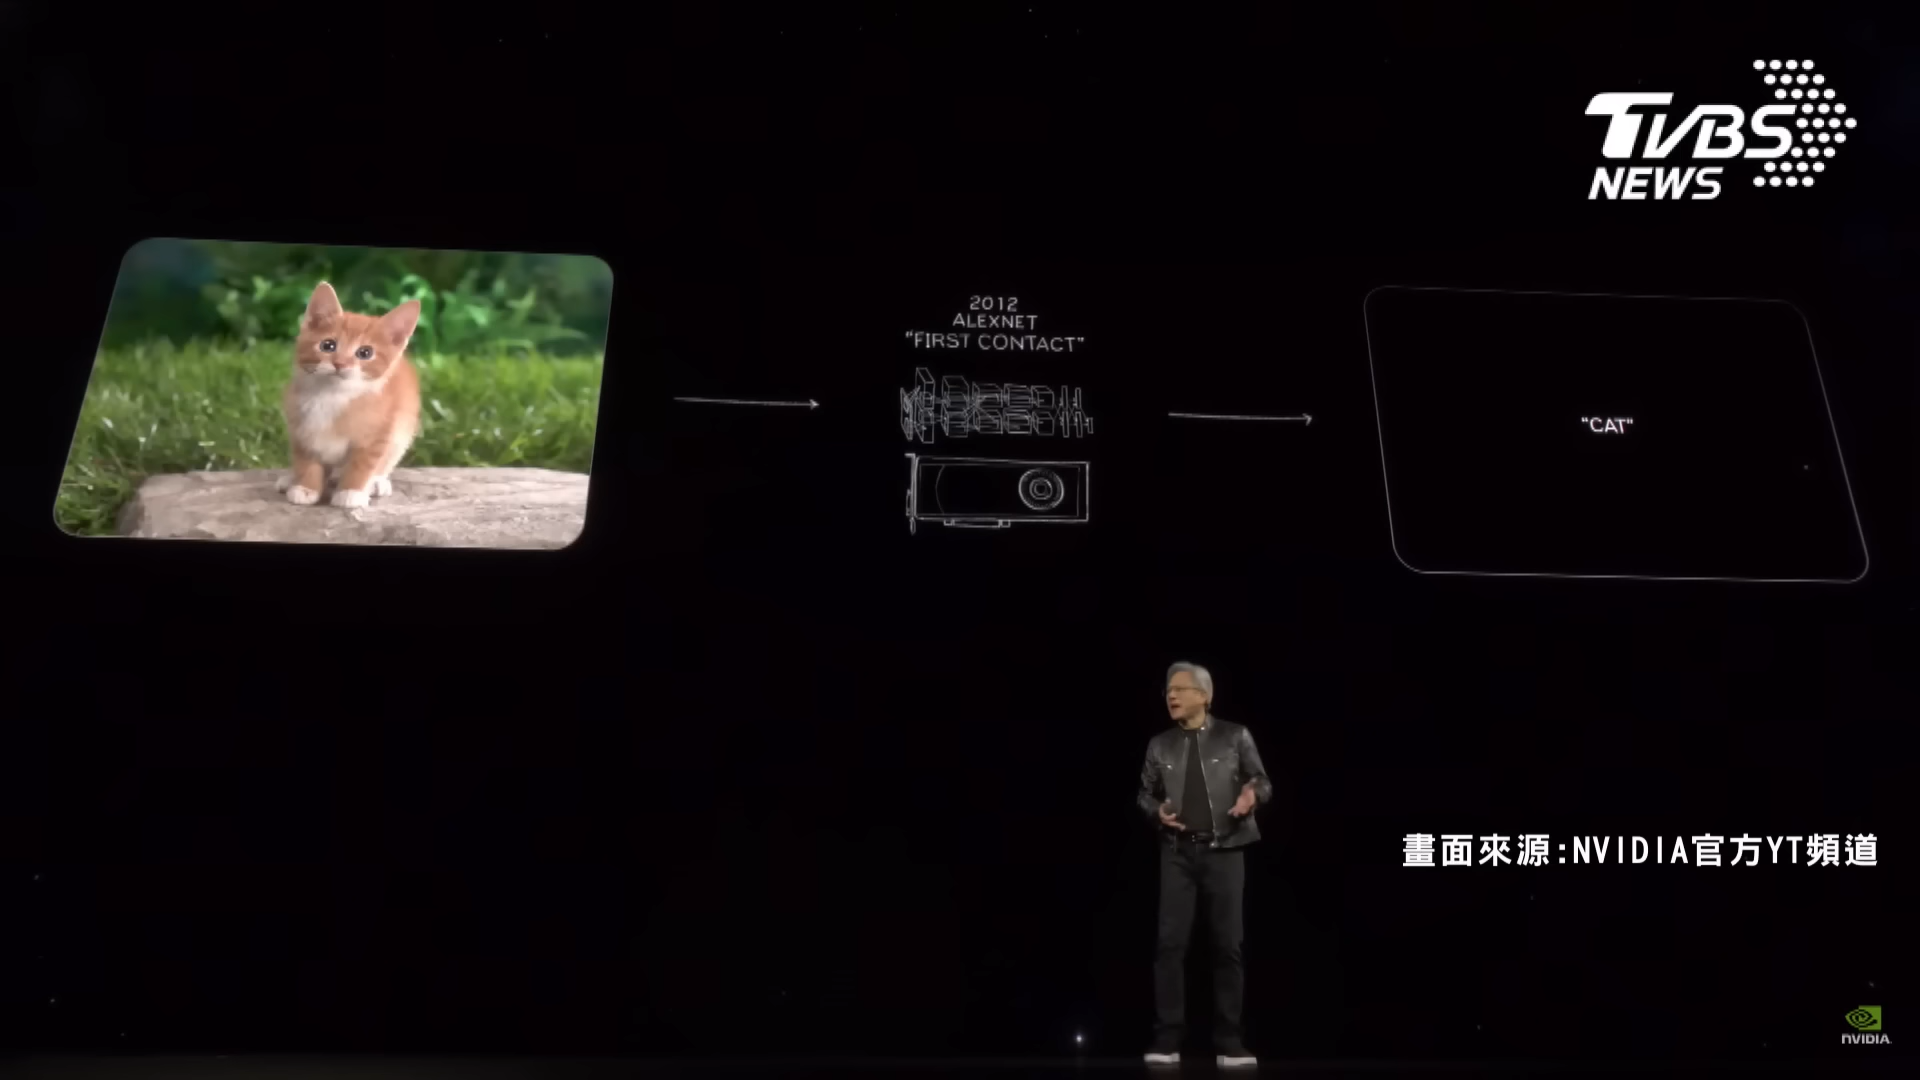 TVBS
NEWS
2012
ALEXNET
"FIRST CONTACT"
"CAT"
畫面來源:NVIDIA官方YT頻道
NVIDIA